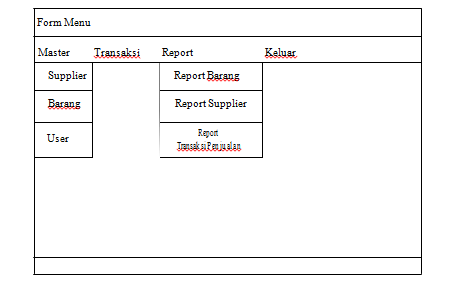 Form Menu
Master Transaksi Report Keluar
Supplier Report Barang
Barang Report Supplier
User Report
Transaksi Penjualan